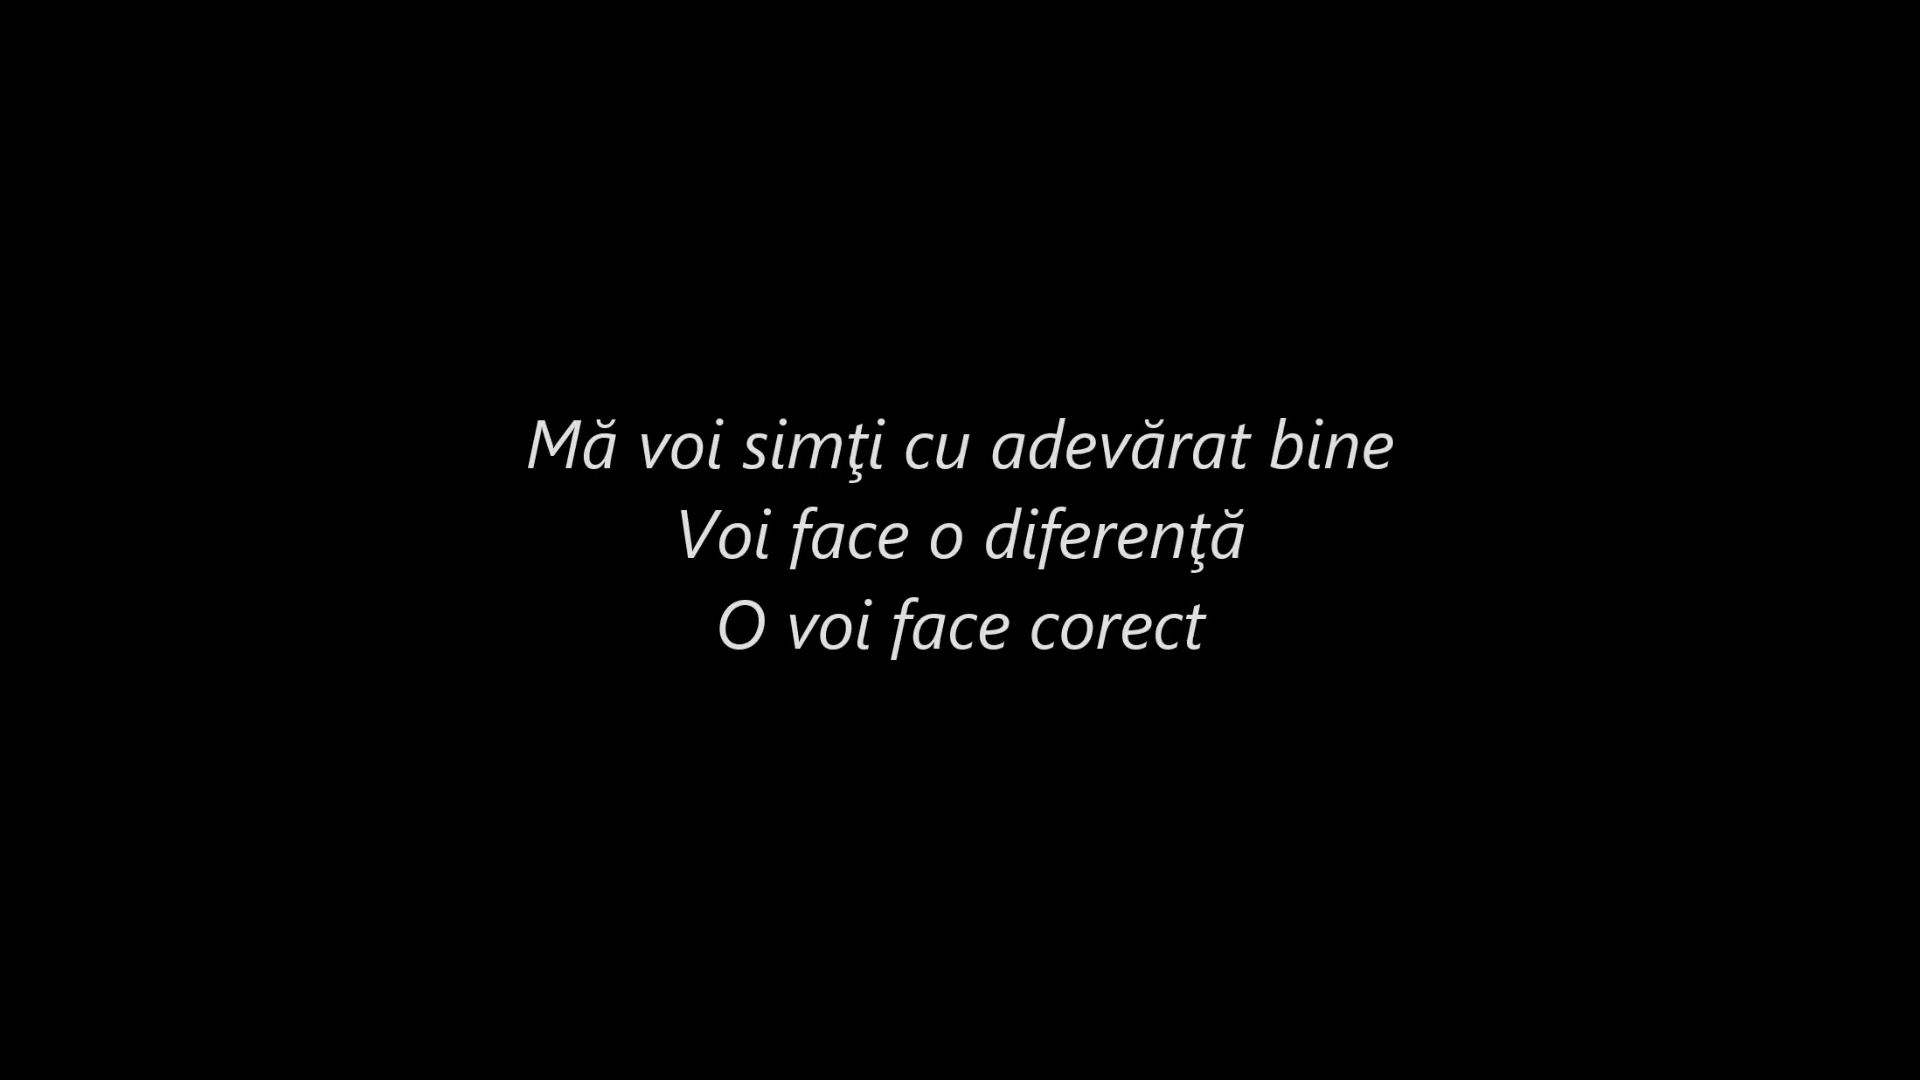 Mă voi simţi cu adevărat bine
Voi face o diferenţă
O voi face corect